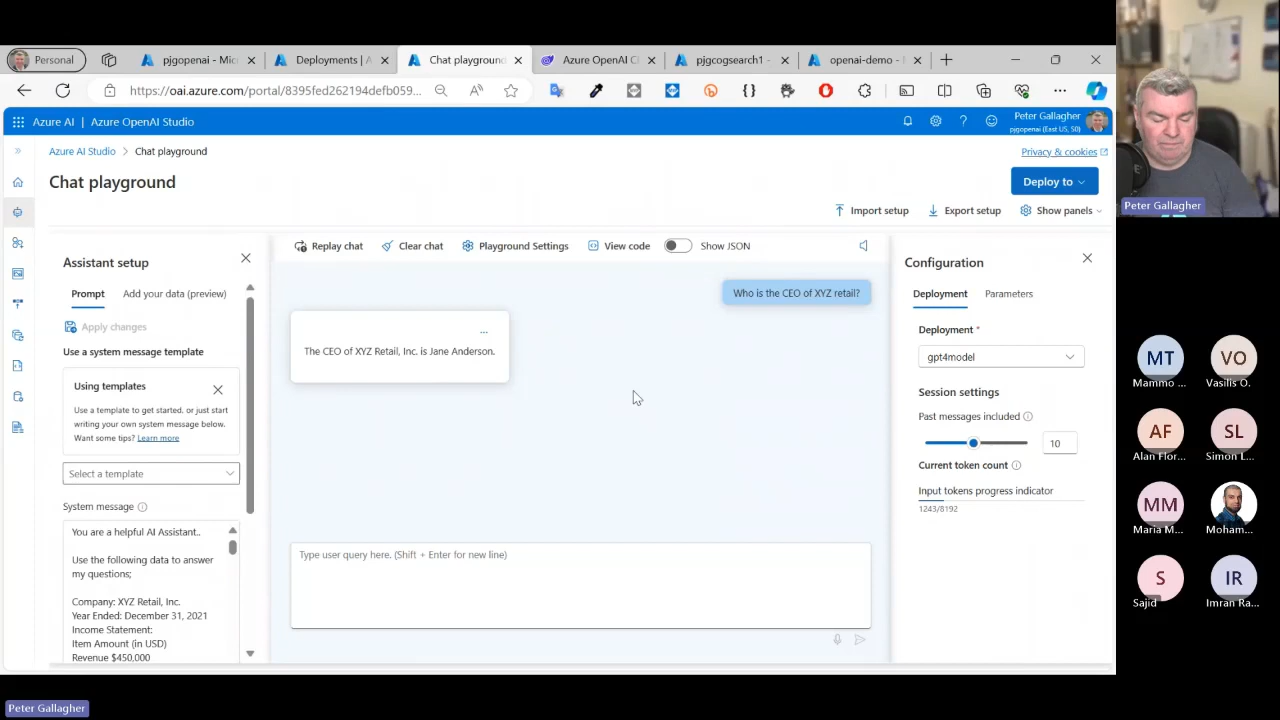 Personal
pjgopenai - Mic
Deployments | A
Chat playground
Azure OpenAI C
pjgcogsearch1 -
openai-demo -
https://oai.azure.com/portal/8395fed262194defb059...
Azure AI | Azure OpenAI Studio
Peter Gallagher
pjgopenai (East US, S0)
Azure AI Studio > Chat playground
Privacy & cookies
Chat playground
Deploy to
Import setup
Export setup
Show panels
Assistant setup
Prompt
Add your data (preview)
Apply changes
Use a system message template
Using templates
Use a template to get started, or just start
writing your own system message below.
Want some tips? Learn more
Select a template
System message
You are a helpful AI Assistant..
Use the following data to answer
my questions;
Company: XYZ Retail, Inc.
Year Ended: December 31, 2021
Income Statement:
Item Amount (in USD)
Revenue $450,000
Replay chat
Clear chat
Playground Settings
View code
Show JSON
Who is the CEO of XYZ retail?
The CEO of XYZ Retail, Inc. is Jane Anderson.
Type user query here. (Shift + Enter for new line)
Configuration
Deployment
Parameters
Deployment *
gpt4model
Session settings
Past messages included
10
Current token count
Input tokens progress indicator
1243/8192
Peter Gallagher
MT
Mammo ...
VO
Vasilis O.
AF
Alan Flor...
SL
Simon L...
MM
Maria M...
Moham...
S
Sajid
IR
Imran Ra...
Peter Gallagher